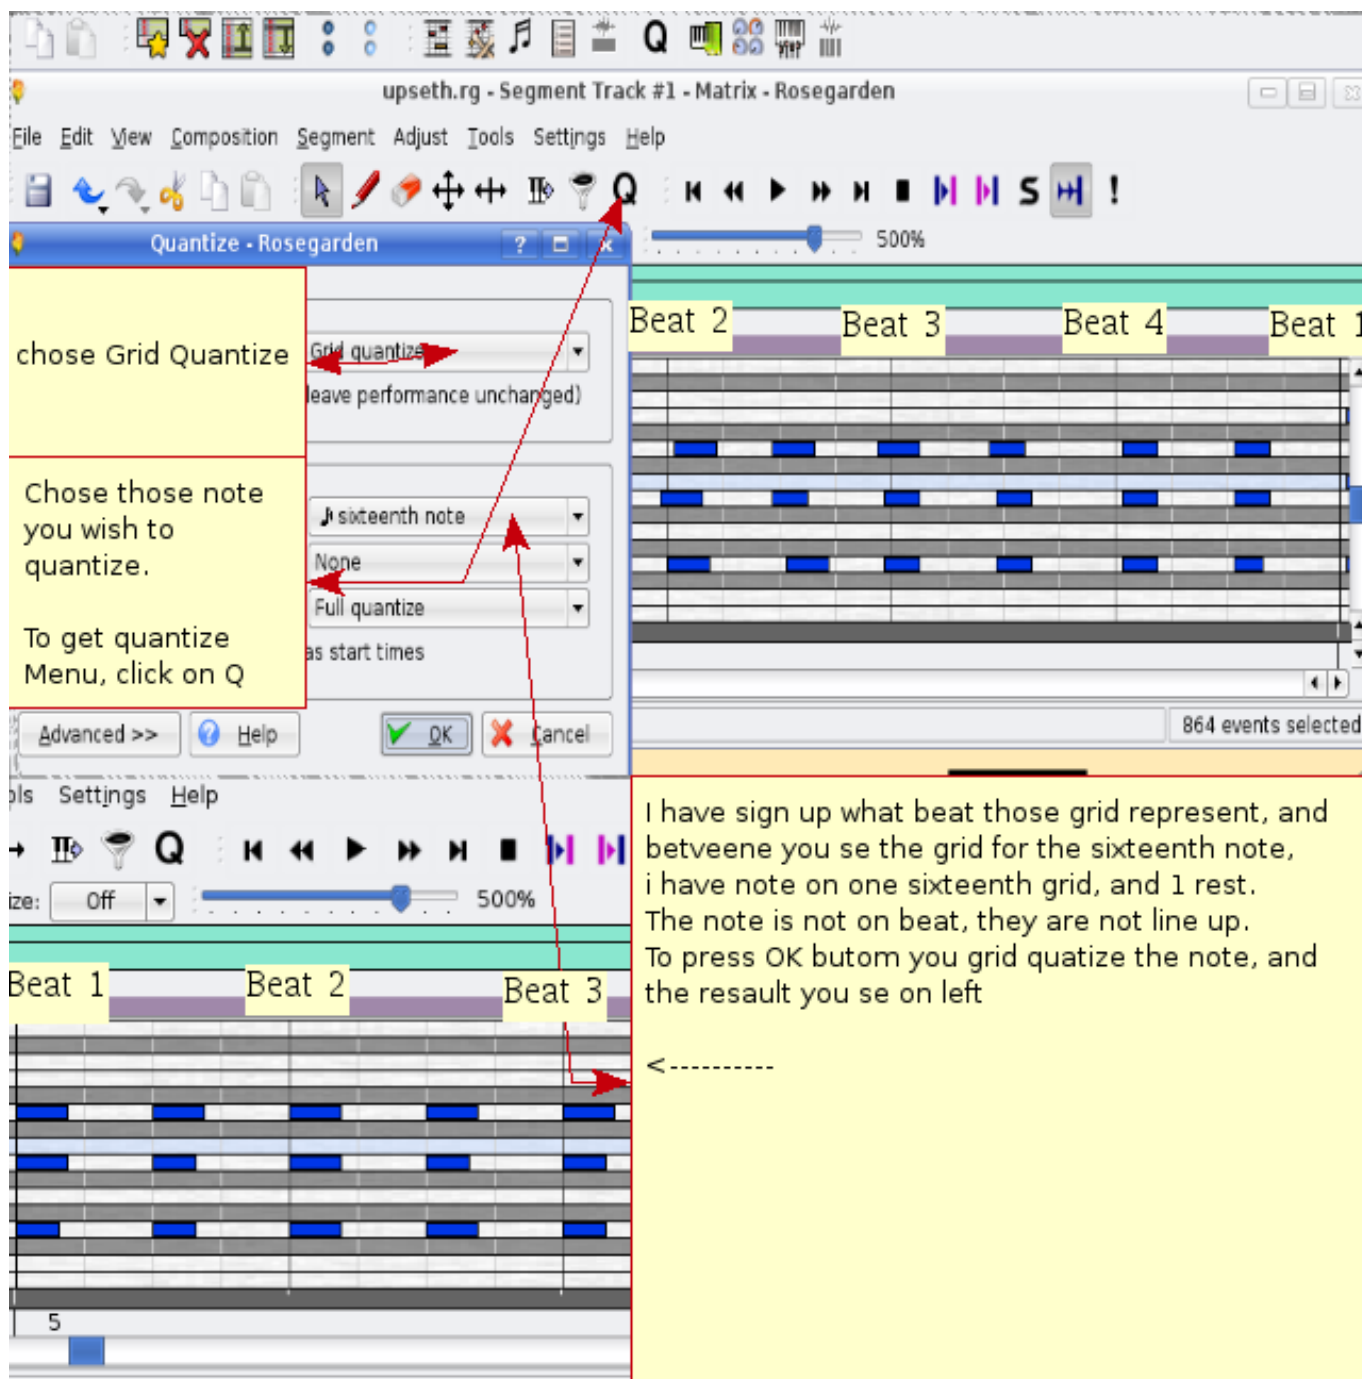 Q
upseth.rg - Segment Track #1 - Matrix - Rosegarden
File Edit View Composition Segment Adjust Tools Settings Help
Q S !
Quantize - Rosegarden ?
500%
Beat 2 Beat 3 Beat 4 Beat 1
chose Grid Quantize
Grid quantize
leave performance unchanged)
Chose those note
you wish to
quantize.
To get quantize
Menu, click on Q
sixteenth note
None
Full quantize
as start times
Advanced >> Help OK Cancel
864 events selected
ols Settings Help
Q
ize: Off 500%
Beat 1 Beat 2 Beat 3
5
I have sign up what beat those grid represent, and
betveene you se the grid for the sixteenth note,
i have note on one sixteenth grid, and 1 rest.
The note is not on beat, they are not line up.
To press OK butom you grid quatize the note, and
the resault you se on left
<----------